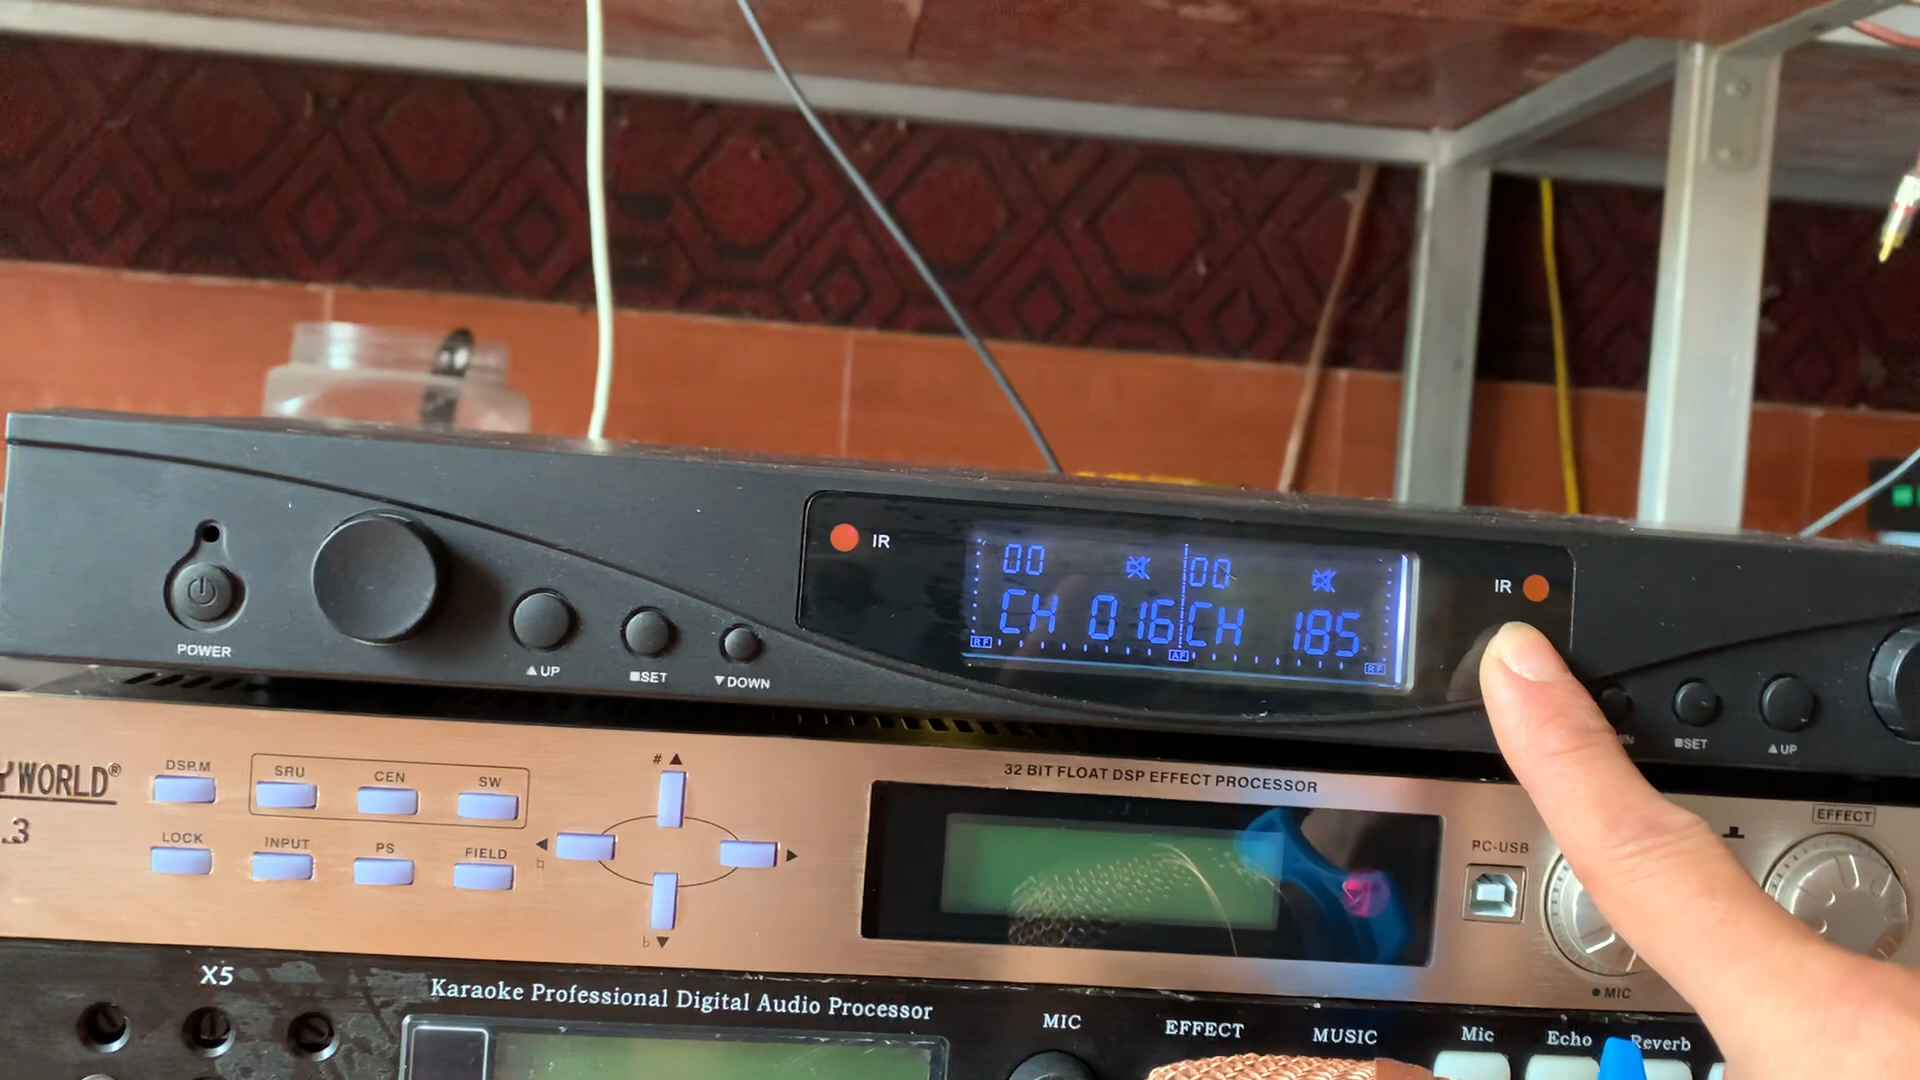 IR
IR
00
00
CH 016
CH 185
RF
AF
RF
POWER
▲UP
■SET
▼DOWN
■SET
▲UP
YWORLD®
.3
DSP.M
SRU
CEN
SW
LOCK
INPUT
PS
FIELD
#▲
◀
♮
▶
♭▼
32 BIT FLOAT DSP EFFECT PROCESSOR
PC-USB
EFFECT
●MIC
X5
Karaoke Professional Digital Audio Processor
MIC
EFFECT
MUSIC
Mic
Echo
Reverb